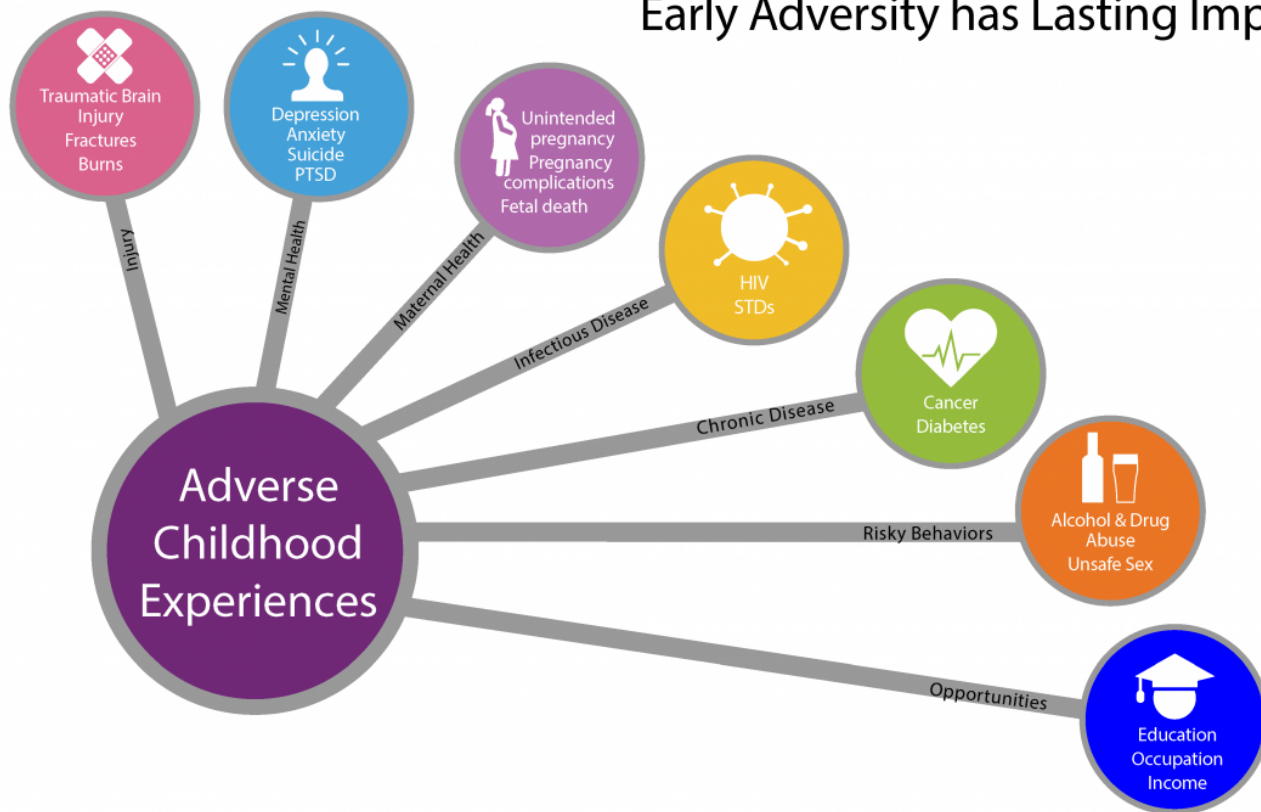 Early Adversity has Lasting Imp
Traumatic Brain
Injury
Fractures
Burns
Depression
Anxiety
Suicide
PTSD
Unintended
pregnancy
Pregnancy
complications
Fetal death
HIV
STDs
Cancer
Diabetes
Alcohol & Drug
Abuse
Unsafe Sex
Education
Occupation
Income
Injury
Mental Health
Maternal Health
Infectious Disease
Chronic Disease
Risky Behaviors
Opportunities
Adverse
Childhood
Experiences